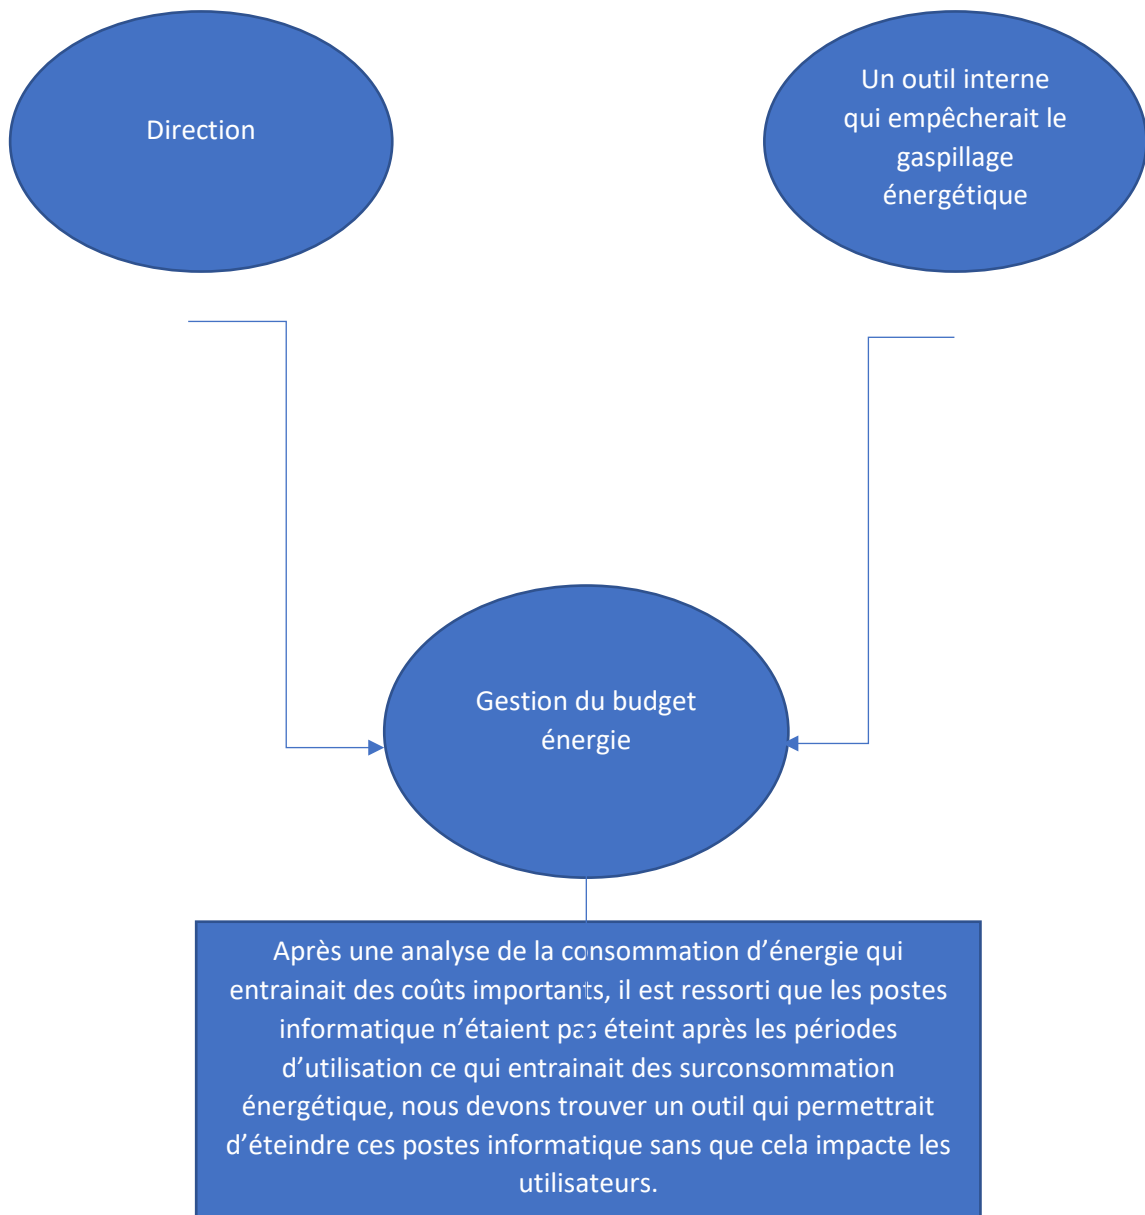 Direction
Un outil interne
qui empêcherait le
gaspillage
énergétique
Gestion du budget
énergie
Après une analyse de la consommation d’énergie qui
entrainait des coûts importants, il est ressorti que les postes
informatique n’étaient pas éteint après les périodes
d’utilisation ce qui entrainait des surconsommation
énergétique, nous devons trouver un outil qui permettrait
d’éteindre ces postes informatique sans que cela impacte les
utilisateurs.